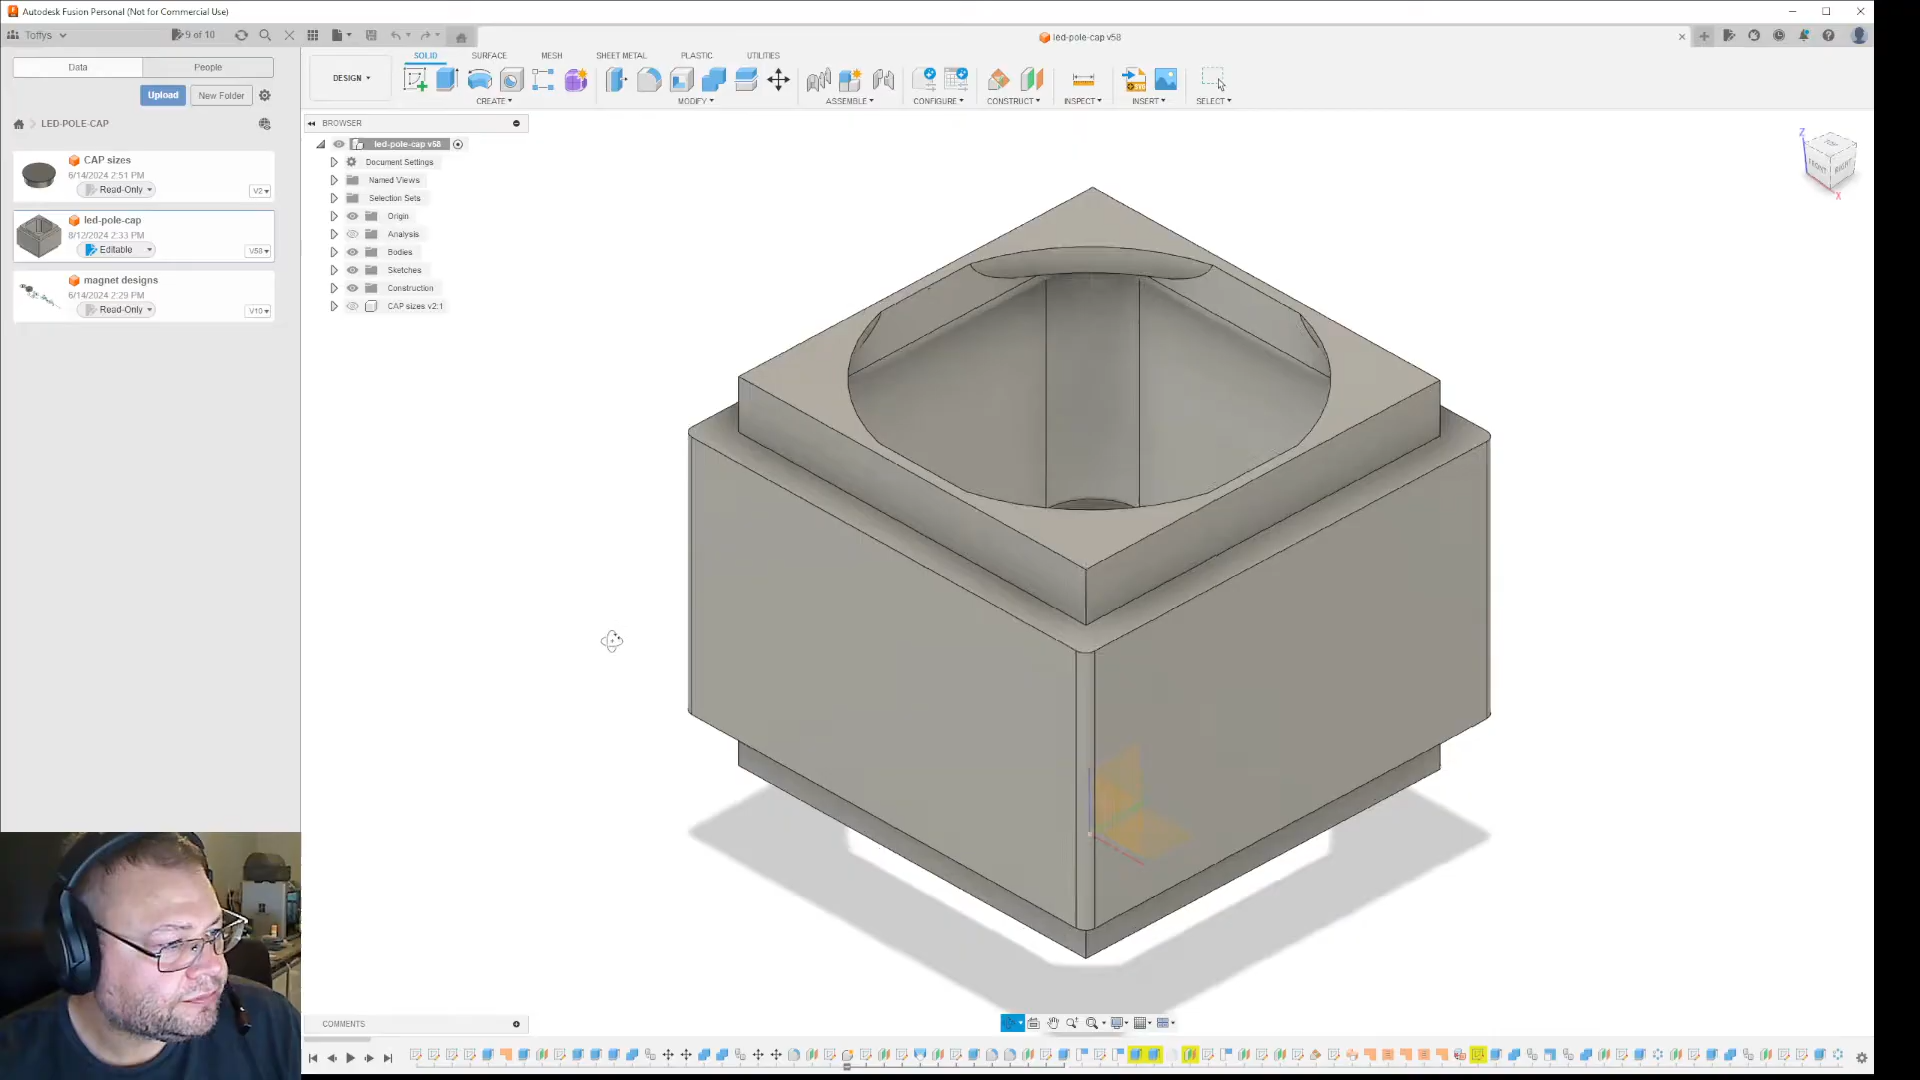 Autodesk Fusion Personal (Not for Commercial Use)
Toffys
9 of 10
led-pole-cap v58
Data
People
Upload
New Folder
LED-POLE-CAP
CAP sizes
6/14/2024 2:51 PM
Read-Only
V2
led-pole-cap
8/12/2024 2:33 PM
Editable
V58
magnet designs
6/14/2024 2:29 PM
Read-Only
V10
DESIGN
SOLID
SURFACE
MESH
SHEET METAL
PLASTIC
UTILITIES
CREATE
MODIFY
ASSEMBLE
CONFIGURE
CONSTRUCT
INSPECT
INSERT
SELECT
BROWSER
led-pole-cap v58
Document Settings
Named Views
Selection Sets
Origin
Analysis
Bodies
Sketches
Construction
CAP sizes v2:1
Z
TOP
FRONT
RIGHT
X
COMMENTS